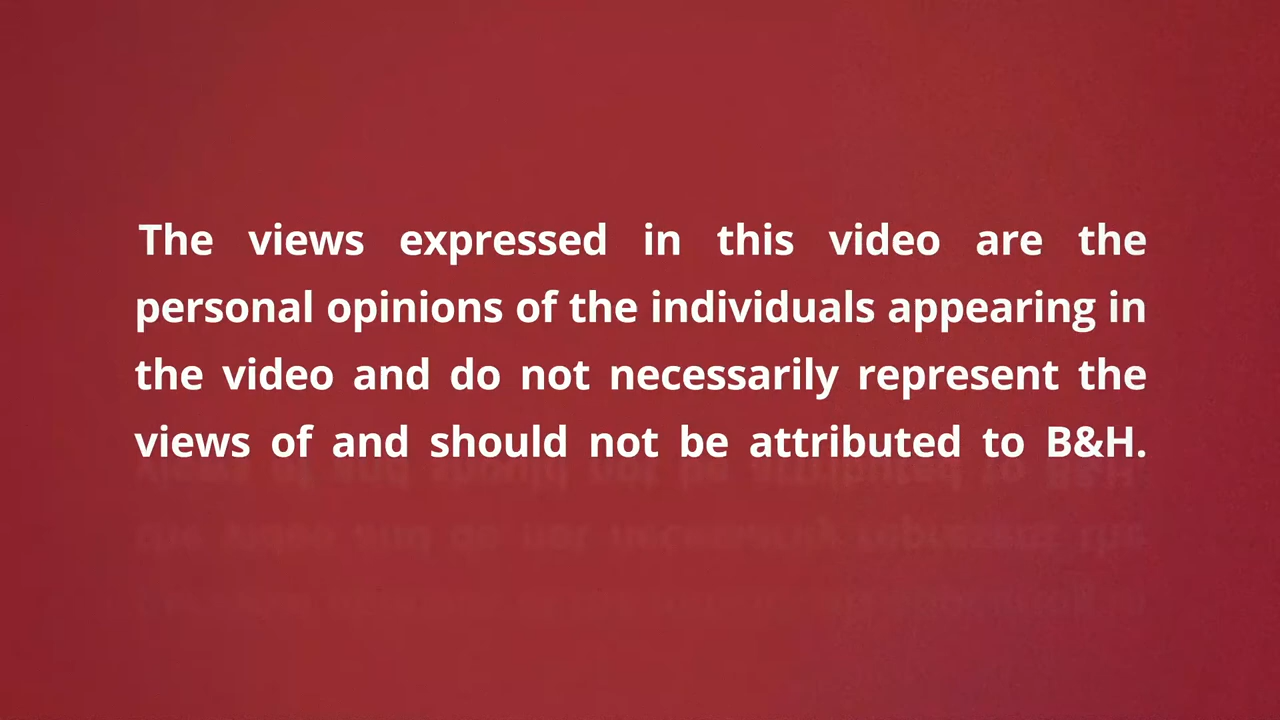 The views expressed in this video are the
personal opinions of the individuals appearing in
the video and do not necessarily represent the
views of and should not be attributed to B&H.